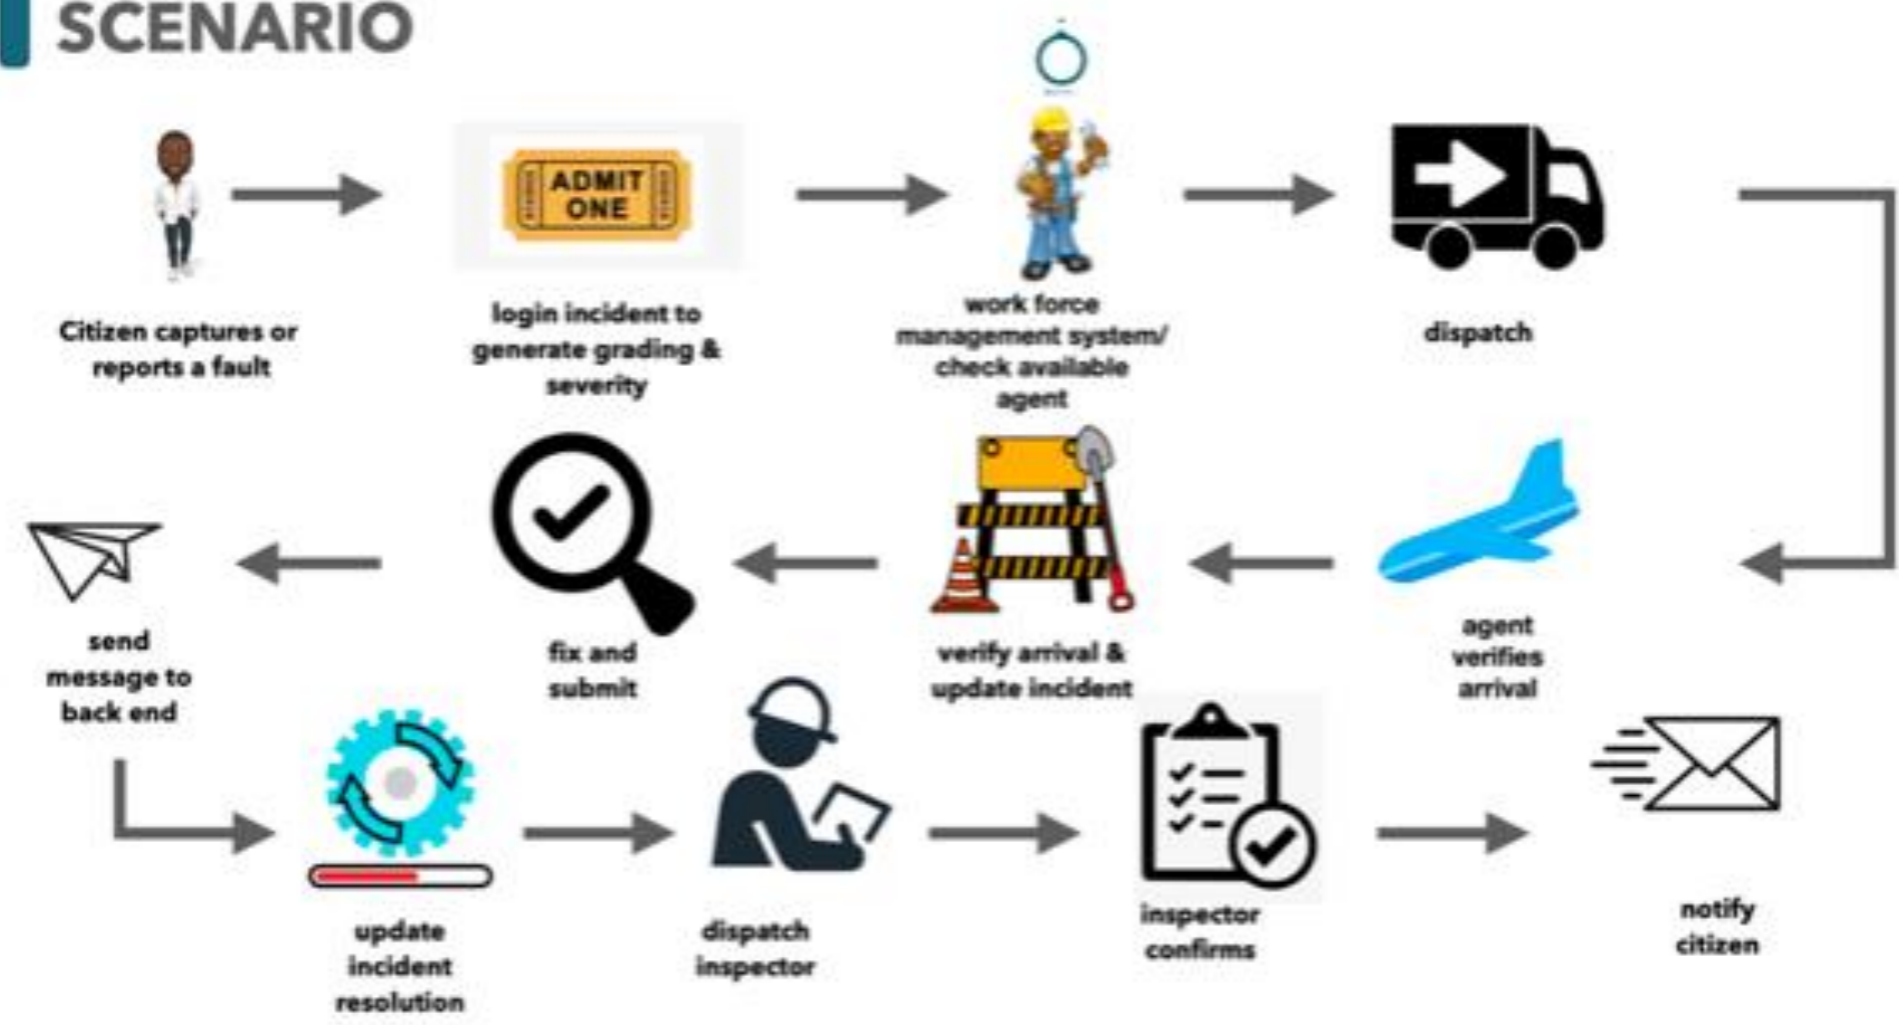 SCENARIO
ADMIT
ONE
Citizen captures or
reports a fault
login incident to
generate grading &
severity
work force
management system/
check available
agent
dispatch
agent
verifies
arrival
verify arrival &
update incident
fix and
submit
send
message to
back end
update
incident
resolution
dispatch
inspector
inspector
confirms
notify
citizen